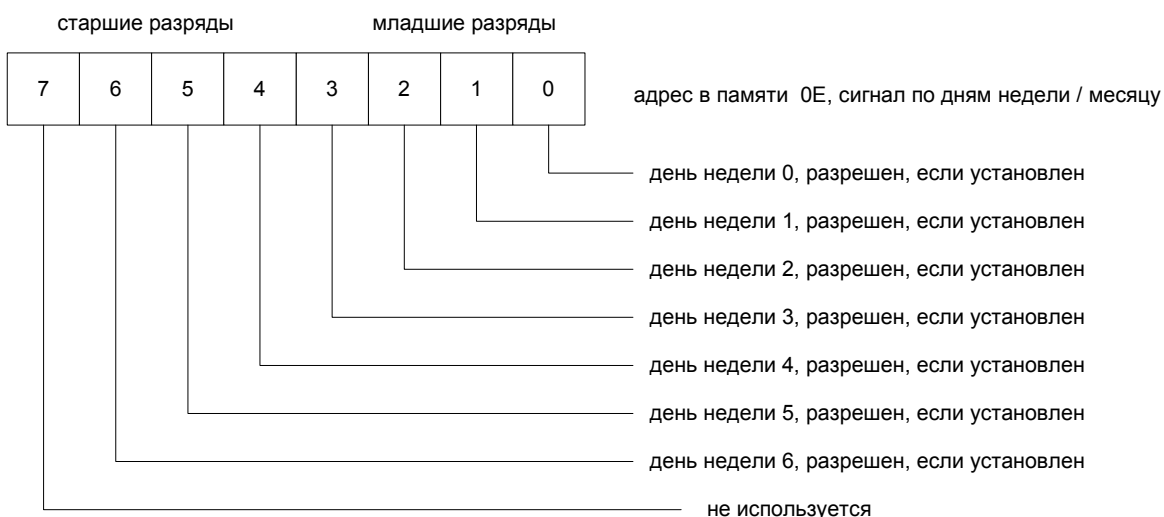 старшие разряды младшие разряды
7 6 5 4 3 2 1 0
адрес в памяти 0E, сигнал по дням недели / месяцу
день недели 0, разрешен, если установлен
день недели 1, разрешен, если установлен
день недели 2, разрешен, если установлен
день недели 3, разрешен, если установлен
день недели 4, разрешен, если установлен
день недели 5, разрешен, если установлен
день недели 6, разрешен, если установлен
не используется